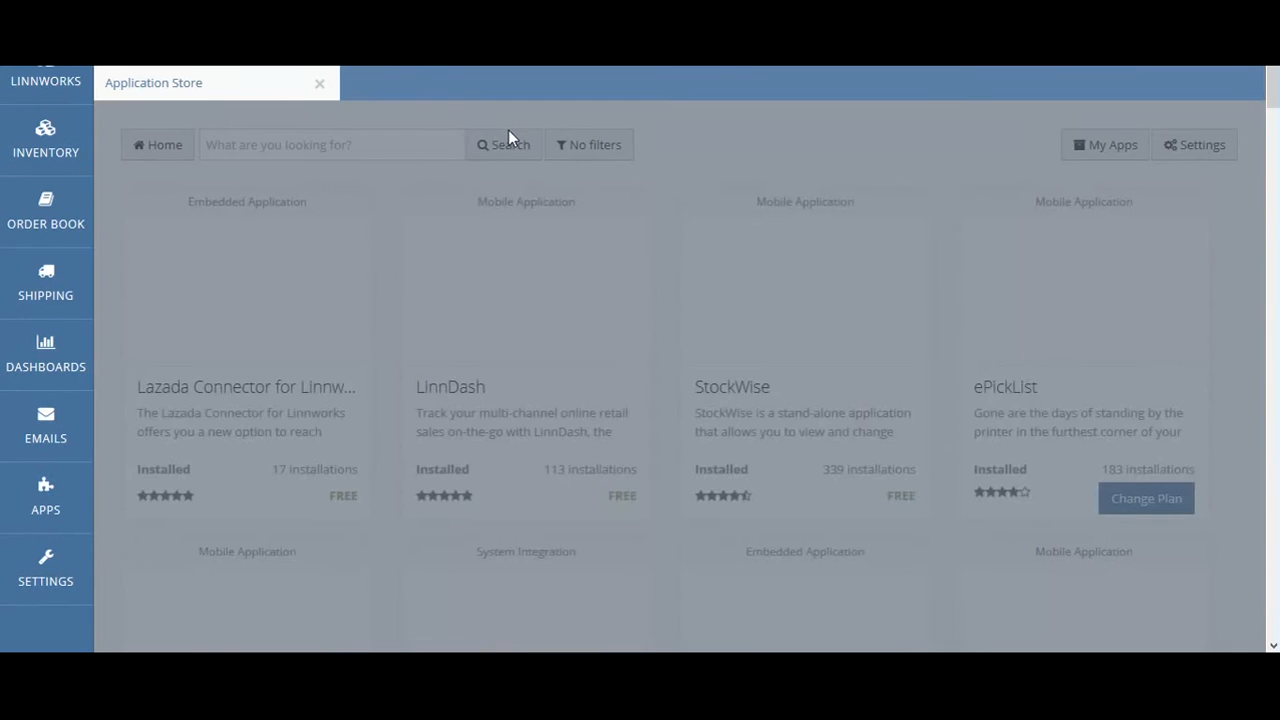 LINNWORKS
Application Store
Home
What are you looking for?
Search
No filters
My Apps
Settings
INVENTORY
ORDER BOOK
SHIPPING
DASHBOARDS
EMAILS
APPS
SETTINGS
Embedded Application
Lazada Connector for Linnw...
The Lazada Connector for Linnworks
offers you a new option to reach
Installed 17 installations
FREE
Mobile Application
LinnDash
Track your multi-channel online retail
sales on-the-go with LinnDash, the
Installed 113 installations
FREE
Mobile Application
StockWise
StockWise is a stand-alone application
that allows you to view and change
Installed 339 installations
FREE
Mobile Application
ePickList
Gone are the days of standing by the
printer in the furthest corner of your
Installed 183 installations
Change Plan
Mobile Application
System Integration
Embedded Application
Mobile Application